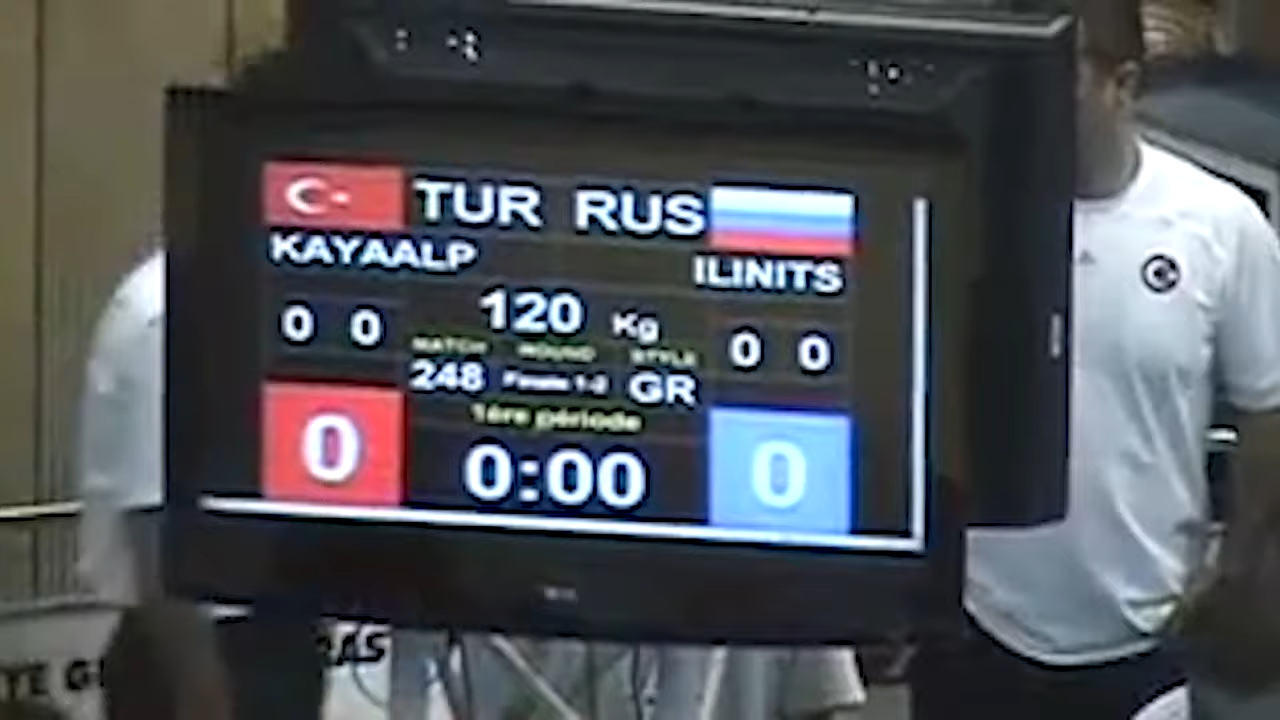 TUR RUS
KAYAALP ILINITS
120 Kg
0 0 0 0
MATCH ROUND STYLE
248 Finale 1-2 GR
1ère période
0 0:00 0